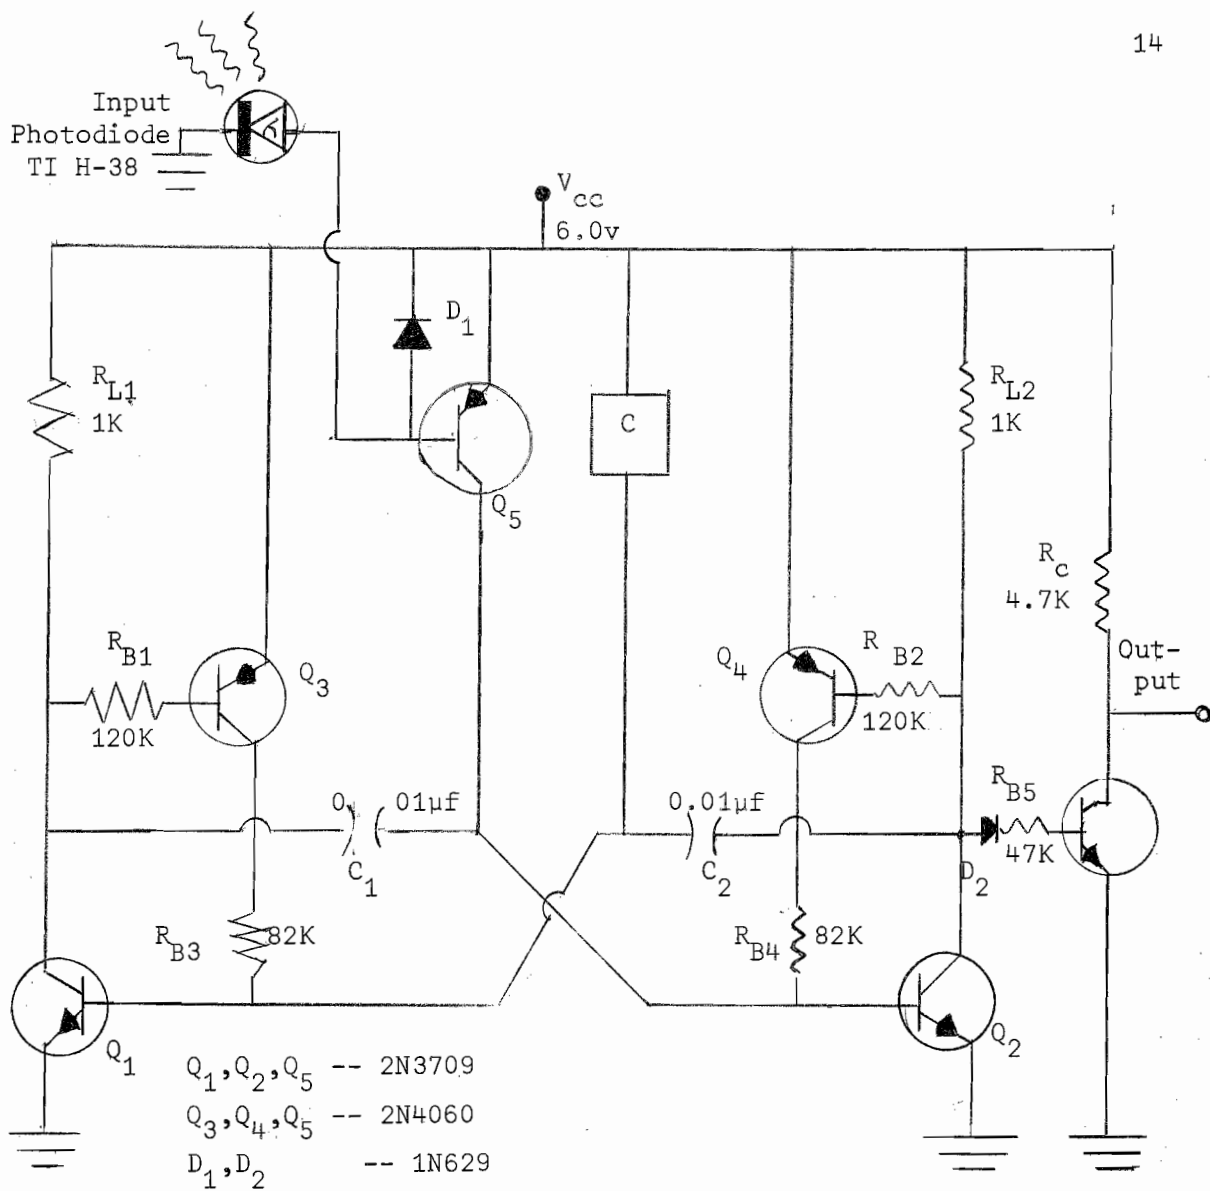 14
Input
Photodiode
TI H-38
Vcc
6.0v
D1
RL1
1K
C
RL2
1K
Q5
Rc
4.7K
RB1
120K
Q3
Q4
R B2
120K
Out-
put
0. 01µf
C1
0.01µf
C2
RB5
47K
D2
RB3 82K
RB4 82K
Q1
Q2
Q1,Q2,Q5 -- 2N3709
Q3,Q4,Q5 -- 2N4060
D1,D2 -- 1N629